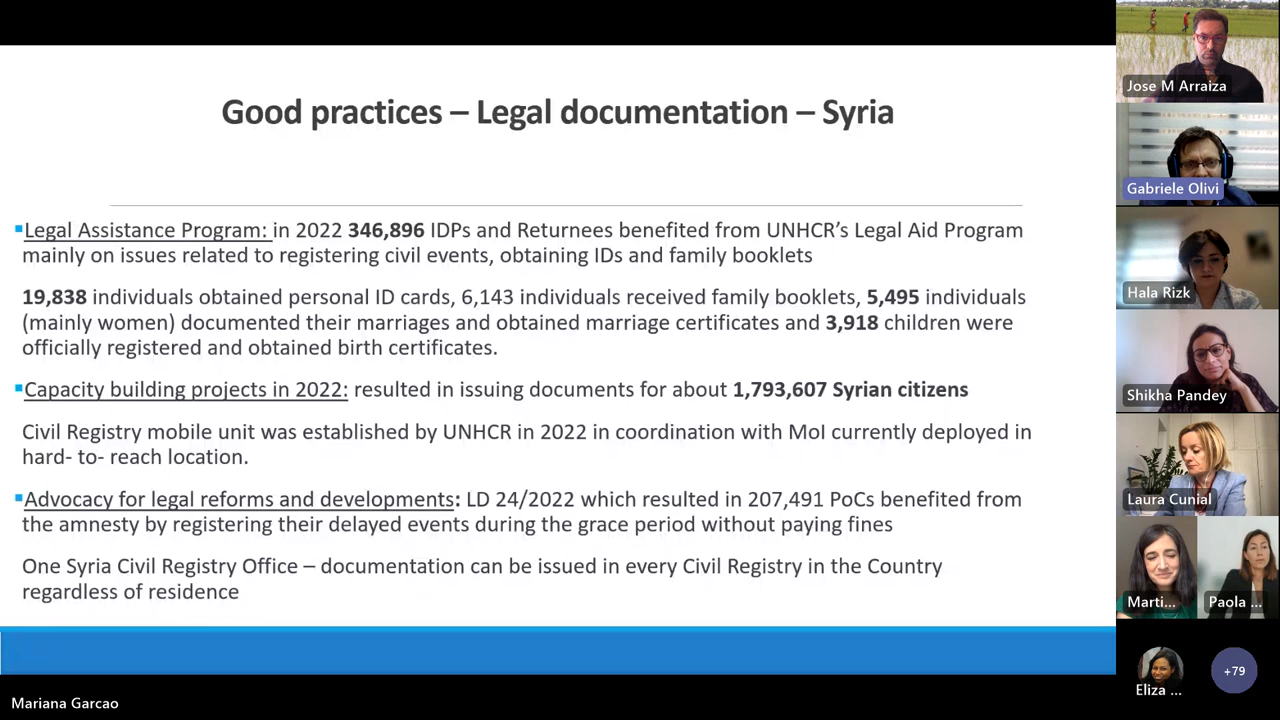 Good practices – Legal documentation – Syria
▪Legal Assistance Program: in 2022 346,896 IDPs and Returnees benefited from UNHCR's Legal Aid Program
mainly on issues related to registering civil events, obtaining IDs and family booklets
19,838 individuals obtained personal ID cards, 6,143 individuals received family booklets, 5,495 individuals
(mainly women) documented their marriages and obtained marriage certificates and 3,918 children were
officially registered and obtained birth certificates.
▪Capacity building projects in 2022: resulted in issuing documents for about 1,793,607 Syrian citizens
Civil Registry mobile unit was established by UNHCR in 2022 in coordination with MoI currently deployed in
hard- to- reach location.
▪Advocacy for legal reforms and developments: LD 24/2022 which resulted in 207,491 PoCs benefited from
the amnesty by registering their delayed events during the grace period without paying fines
One Syria Civil Registry Office – documentation can be issued in every Civil Registry in the Country
regardless of residence
Mariana Garcao
Jose M Arraiza
Gabriele Olivi
Hala Rizk
Shikha Pandey
Laura Cunial
Marti...
Paola ...
Eliza ...
+79